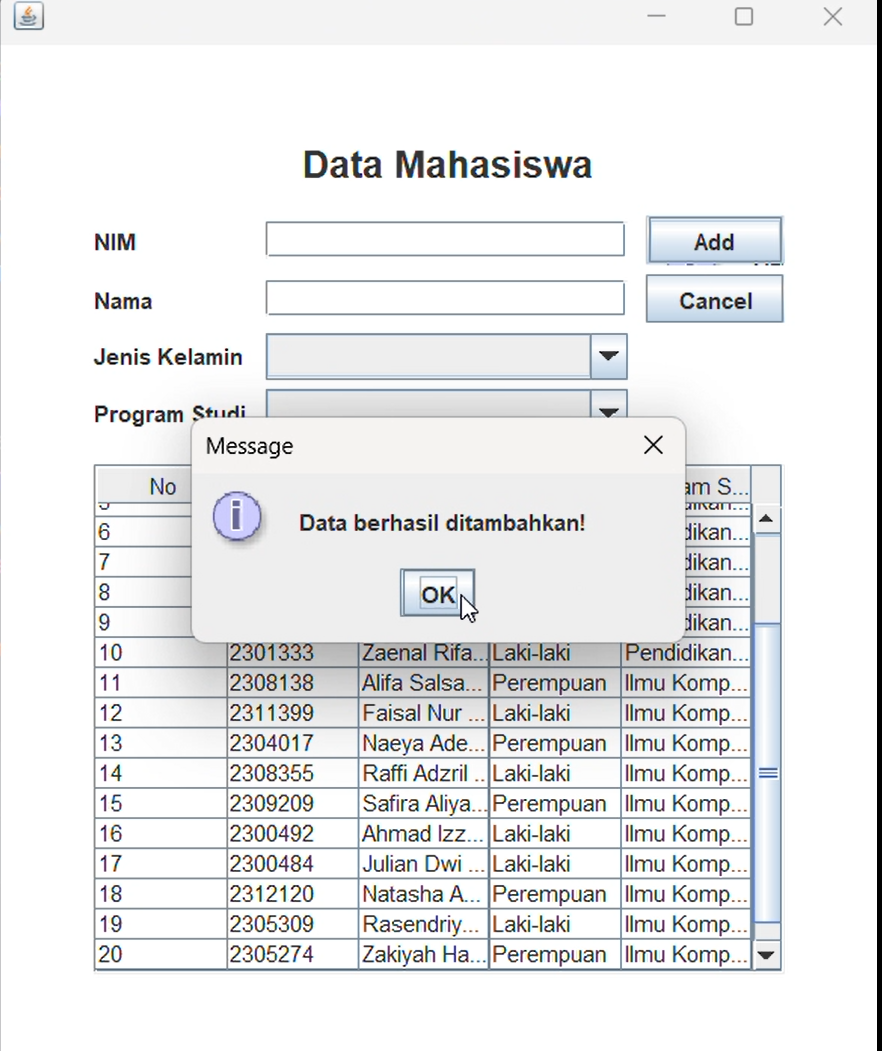 Data Mahasiswa
NIM
Add
Nama
Cancel
Jenis Kelamin
Program Studi
Message
Data berhasil ditambahkan!
OK
No am S...
6 dikan...
7 dikan...
8 dikan...
9 dikan...
10 2301333 Zaenal Rifa... Laki-laki Pendidikan...
11 2308138 Alifa Salsa... Perempuan Ilmu Komp...
12 2311399 Faisal Nur ... Laki-laki Ilmu Komp...
13 2304017 Naeya Ade... Perempuan Ilmu Komp...
14 2308355 Raffi Adzril .. Laki-laki Ilmu Komp...
15 2309209 Safira Aliya... Perempuan Ilmu Komp...
16 2300492 Ahmad Izz... Laki-laki Ilmu Komp...
17 2300484 Julian Dwi ... Laki-laki Ilmu Komp...
18 2312120 Natasha A... Perempuan Ilmu Komp...
19 2305309 Rasendriy... Laki-laki Ilmu Komp...
20 2305274 Zakiyah Ha... Perempuan Ilmu Komp...